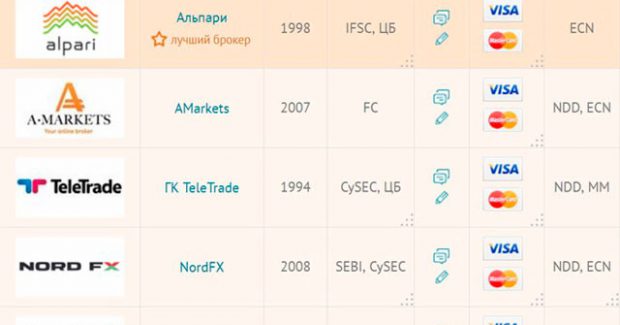 alpari
Альпари
лучший брокер
1998
IFSC, ЦБ
VISA
MasterCard
ECN
A-MARKETS
Your online broker
AMarkets
2007
FC
VISA
MasterCard
NDD, ECN
TeleTrade
ГК TeleTrade
1994
CySEC, ЦБ
VISA
MasterCard
NDD, MM
NORD FX
NordFX
2008
SEBI, CySEC
VISA
MasterCard
NDD, ECN